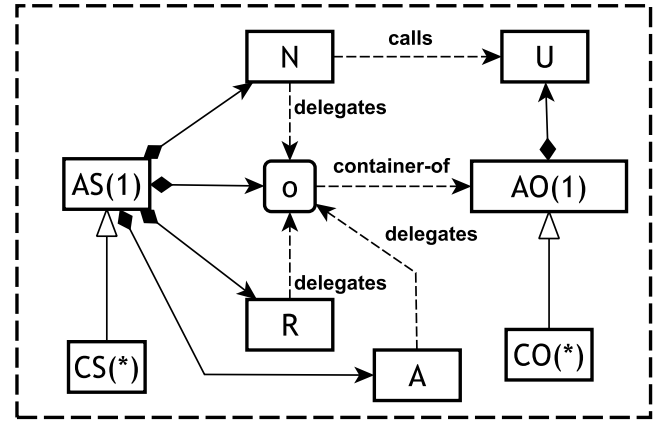 calls
N
U
delegates
container-of
AS(1)
o
AO(1)
delegates
delegates
R
CS(*)
A
CO(*)